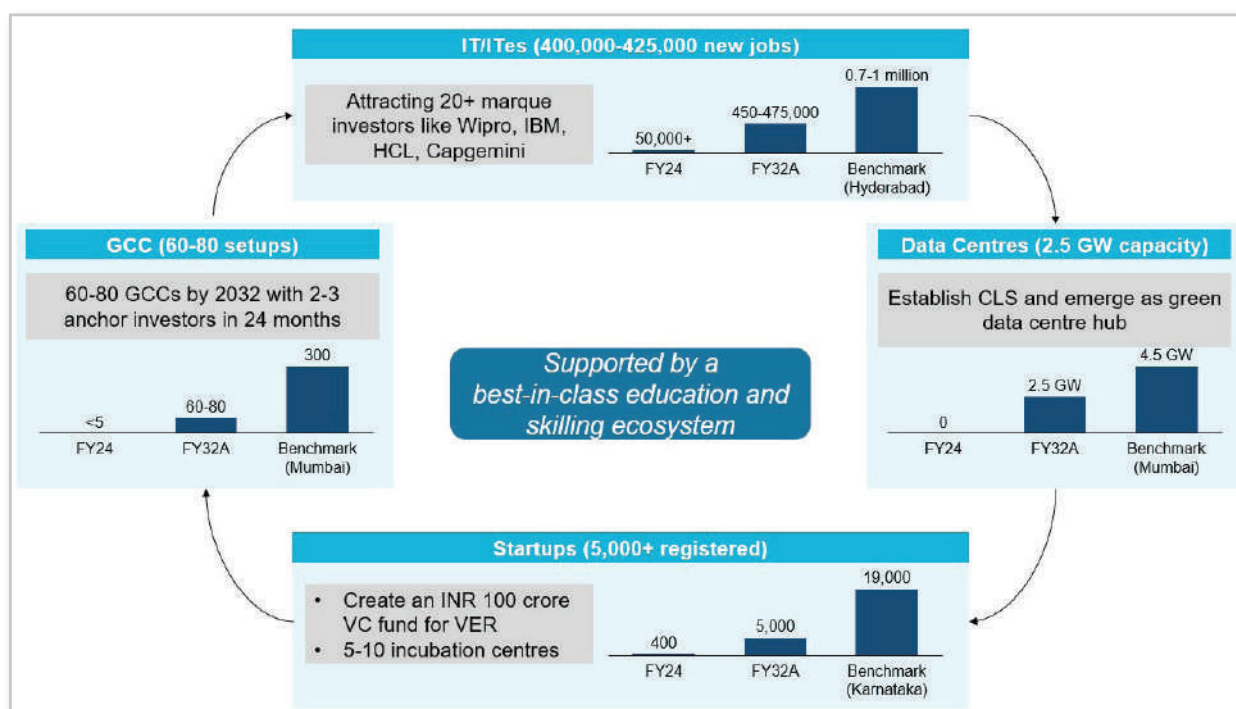 IT/ITes (400,000-425,000 new jobs)
Attracting 20+ marque
investors like Wipro, IBM,
HCL, Capgemini
50,000+
450-475,000
0.7-1 million
FY24
FY32A
Benchmark
(Hyderabad)
GCC (60-80 setups)
60-80 GCCs by 2032 with 2-3
anchor investors in 24 months
<5
60-80
300
FY24
FY32A
Benchmark
(Mumbai)
Supported by a
best-in-class education and
skilling ecosystem
Data Centres (2.5 GW capacity)
Establish CLS and emerge as green
data centre hub
0
2.5 GW
4.5 GW
FY24
FY32A
Benchmark
(Mumbai)
Startups (5,000+ registered)
• Create an INR 100 crore
VC fund for VER
• 5-10 incubation centres
400
5,000
19,000
FY24
FY32A
Benchmark
(Karnataka)